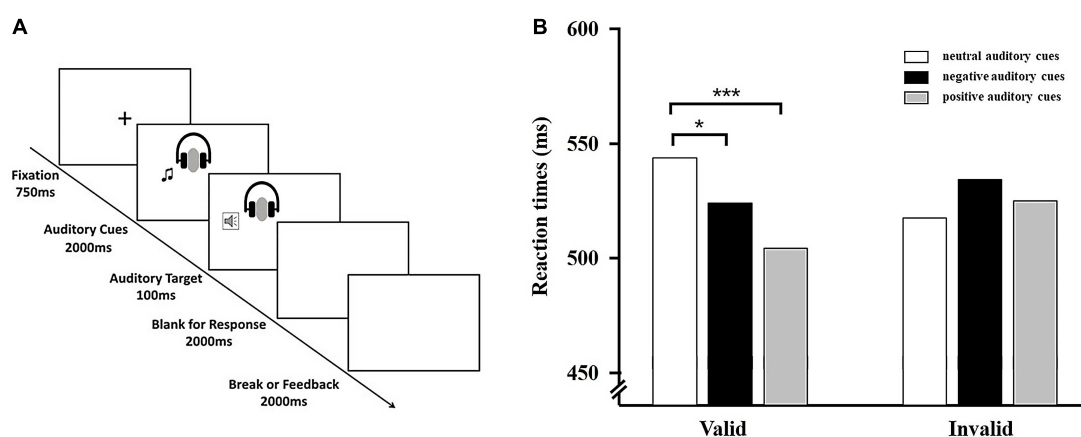 A
+
Fixation
750ms
Auditory Cues
2000ms
Auditory Target
100ms
Blank for Response
2000ms
Break or Feedback
2000ms
B
Reaction times (ms)
600
550
500
450
neutral auditory cues
negative auditory cues
positive auditory cues
***
*
Valid
Invalid